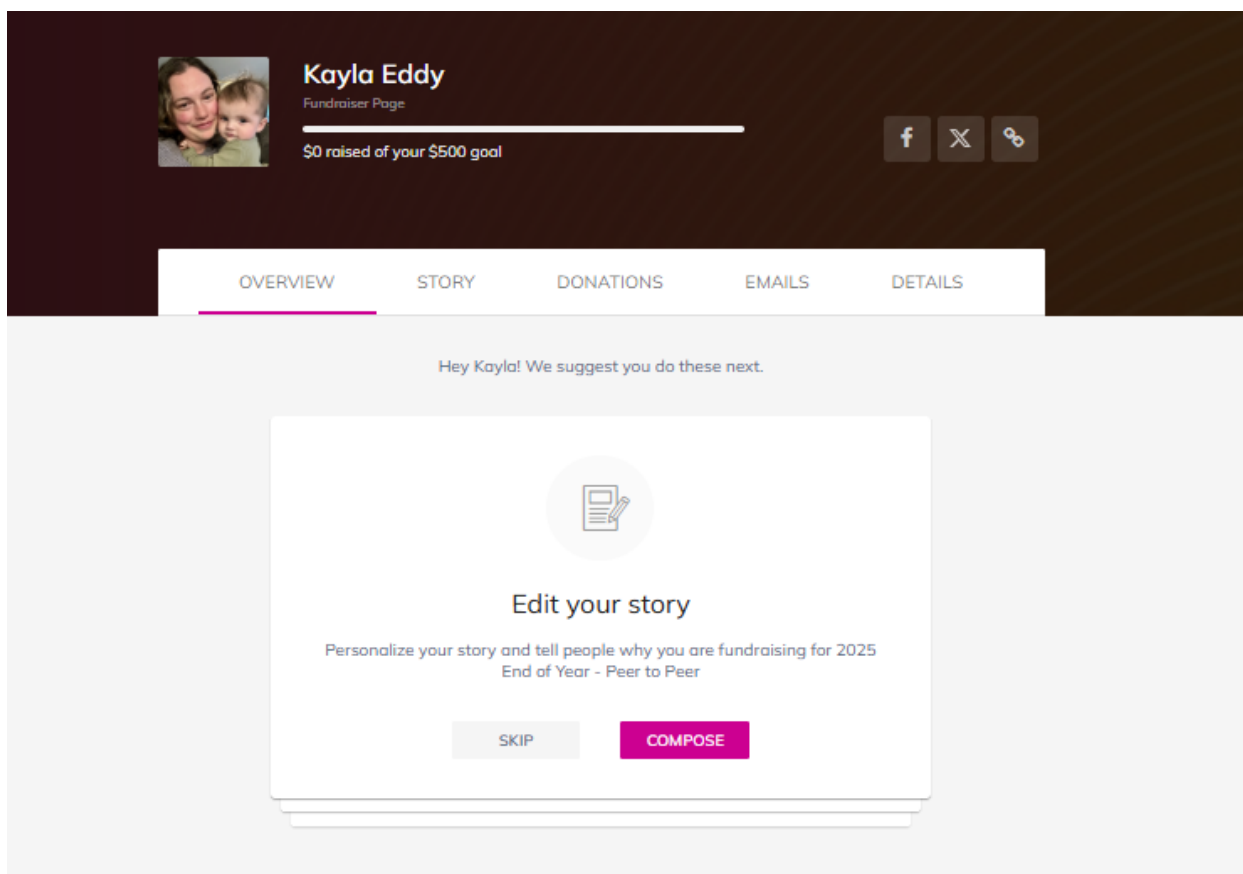 Kayla Eddy
Fundraiser Page
$0 raised of your $500 goal
OVERVIEW STORY DONATIONS EMAILS DETAILS
Hey Kayla! We suggest you do these next.
Edit your story
Personalize your story and tell people why you are fundraising for 2025
End of Year - Peer to Peer
SKIP COMPOSE